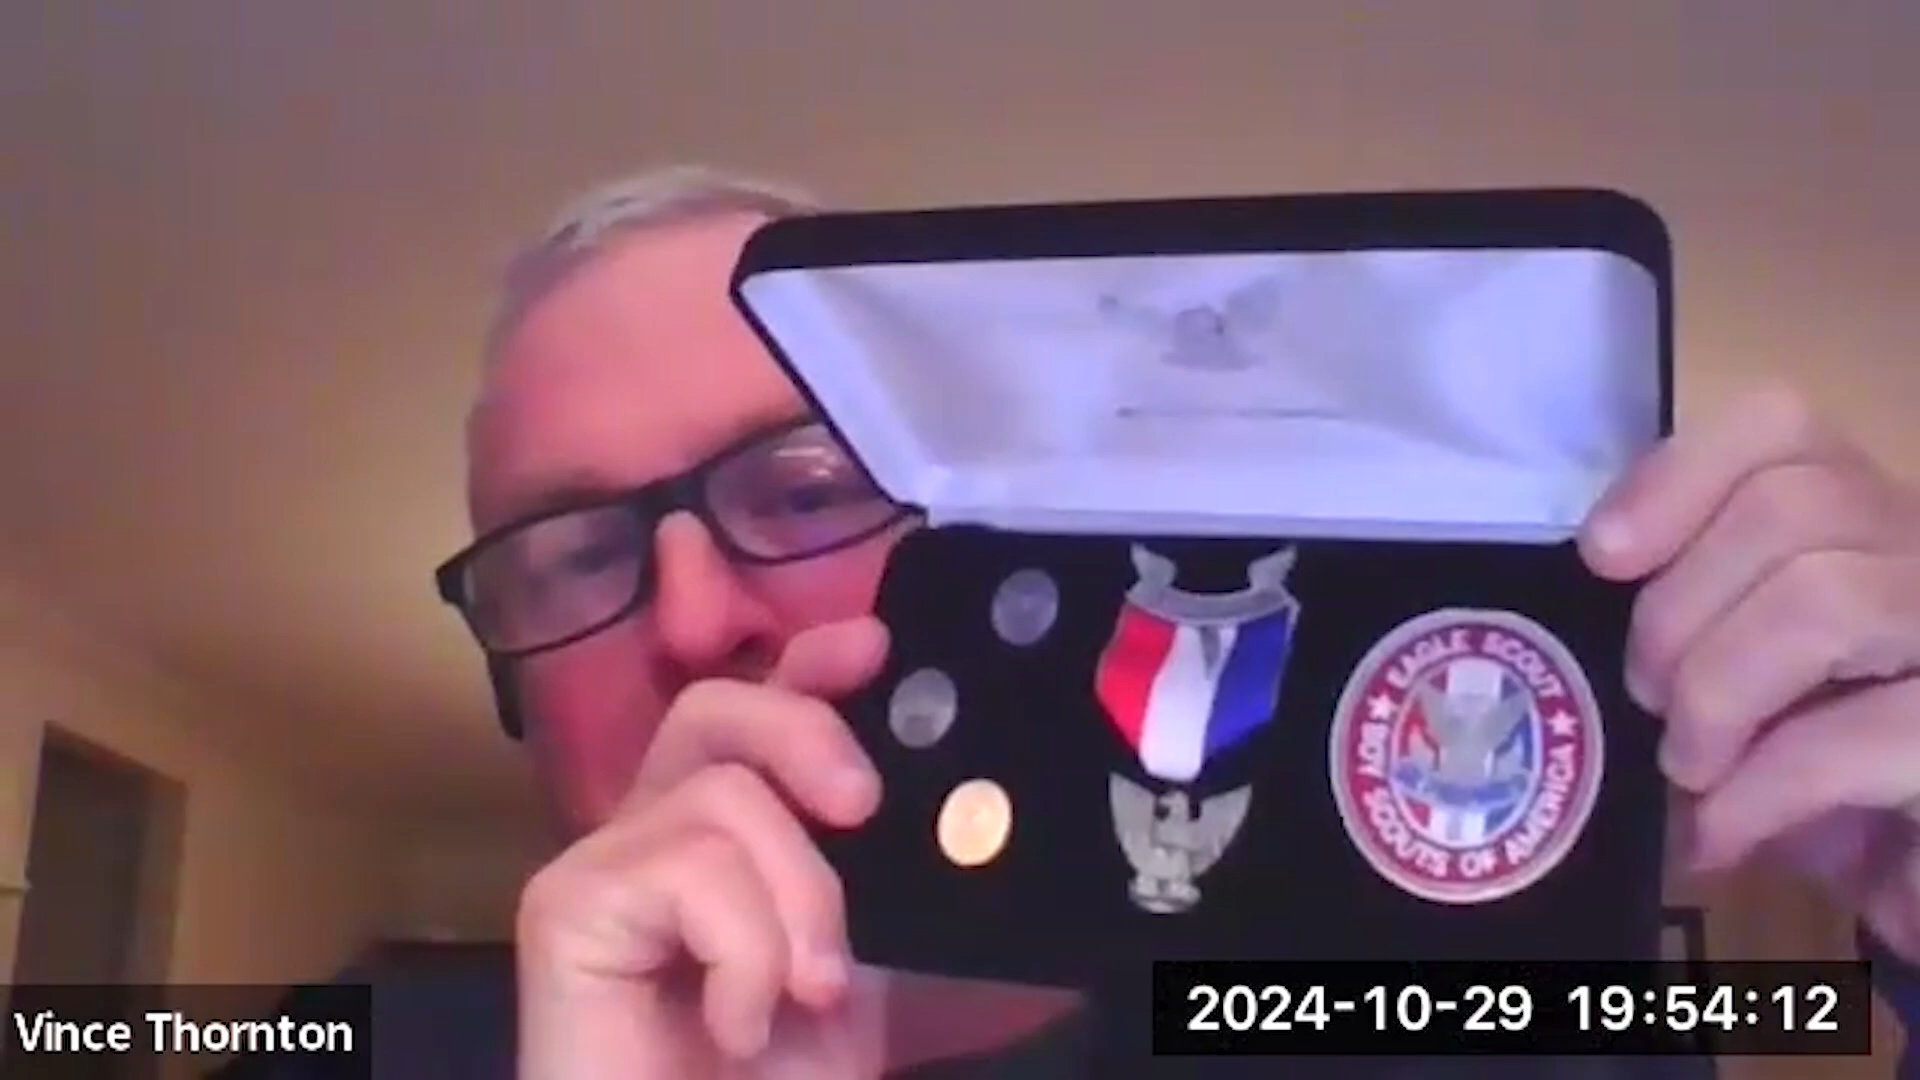 EAGLE SCOUT
★ BOY SCOUTS OF AMERICA ★
Vince Thornton
2024-10-29 19:54:12